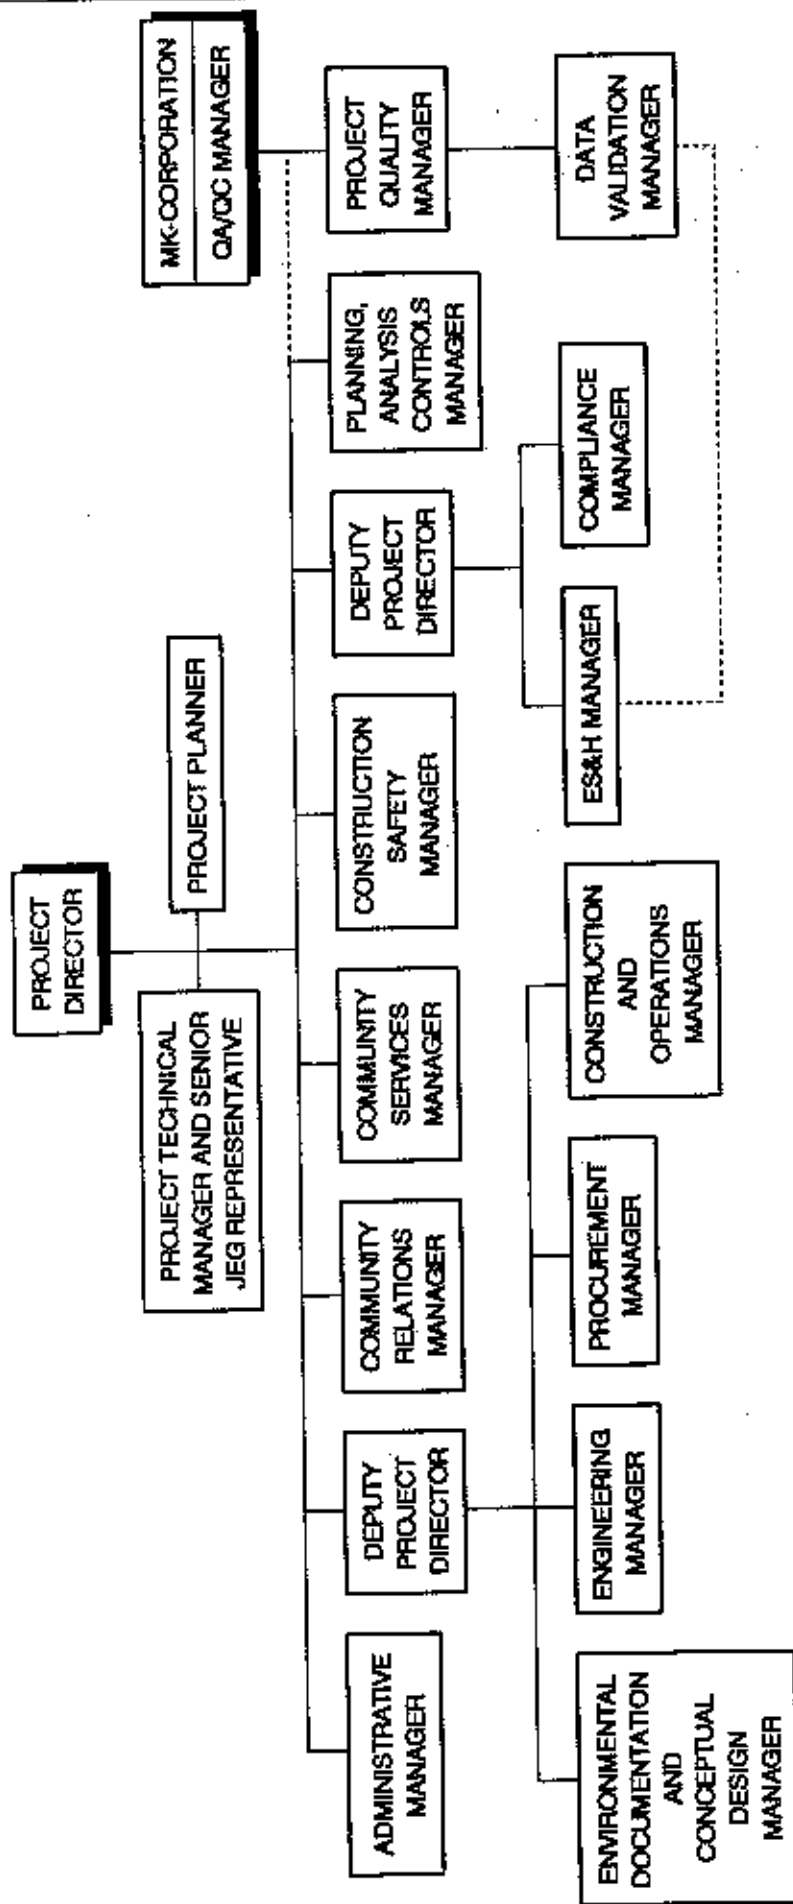 PROJECT
DIRECTOR
PROJECT TECHNICAL
MANAGER AND SENIOR
JEG REPRESENTATIVE
PROJECT PLANNER
MK-CORPORATION
QA/QC MANAGER
ADMINISTRATIVE
MANAGER
DEPUTY
PROJECT
DIRECTOR
COMMUNITY
RELATIONS
MANAGER
COMMUNITY
SERVICES
MANAGER
CONSTRUCTION
SAFETY
MANAGER
DEPUTY
PROJECT
DIRECTOR
PLANNING,
ANALYSIS
CONTROLS
MANAGER
PROJECT
QUALITY
MANAGER
ENVIRONMENTAL
DOCUMENTATION
AND
CONCEPTUAL
DESIGN
MANAGER
ENGINEERING
MANAGER
PROCUREMENT
MANAGER
CONSTRUCTION
AND
OPERATIONS
MANAGER
ES&H MANAGER
COMPLIANCE
MANAGER
DATA
VALIDATION
MANAGER